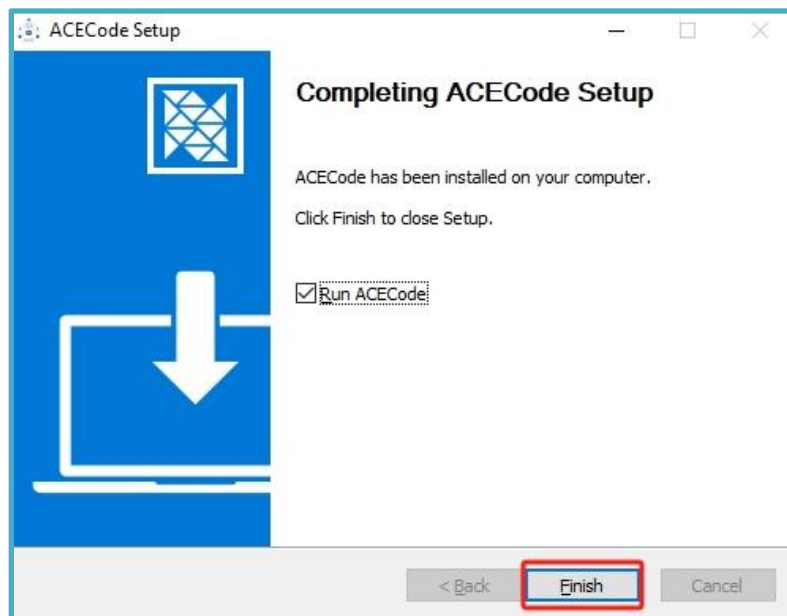 ACECode Setup
Completing ACECode Setup
ACECode has been installed on your computer.
Click Finish to close Setup.
Run ACECode
< Back Finish Cancel